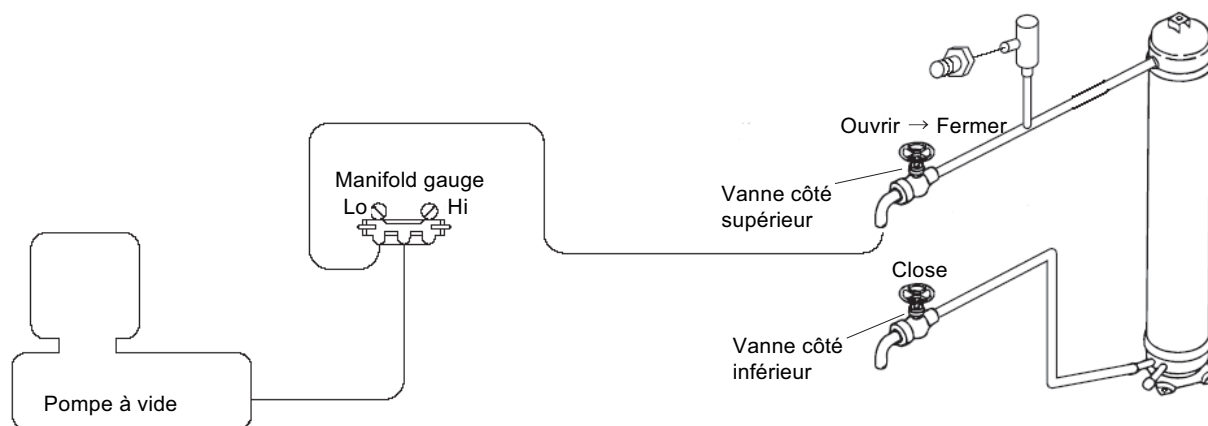 Ouvrir → Fermer
Manifold gauge
Lo Hi
Vanne côté
supérieur
Close
Vanne côté
inférieur
Pompe à vide